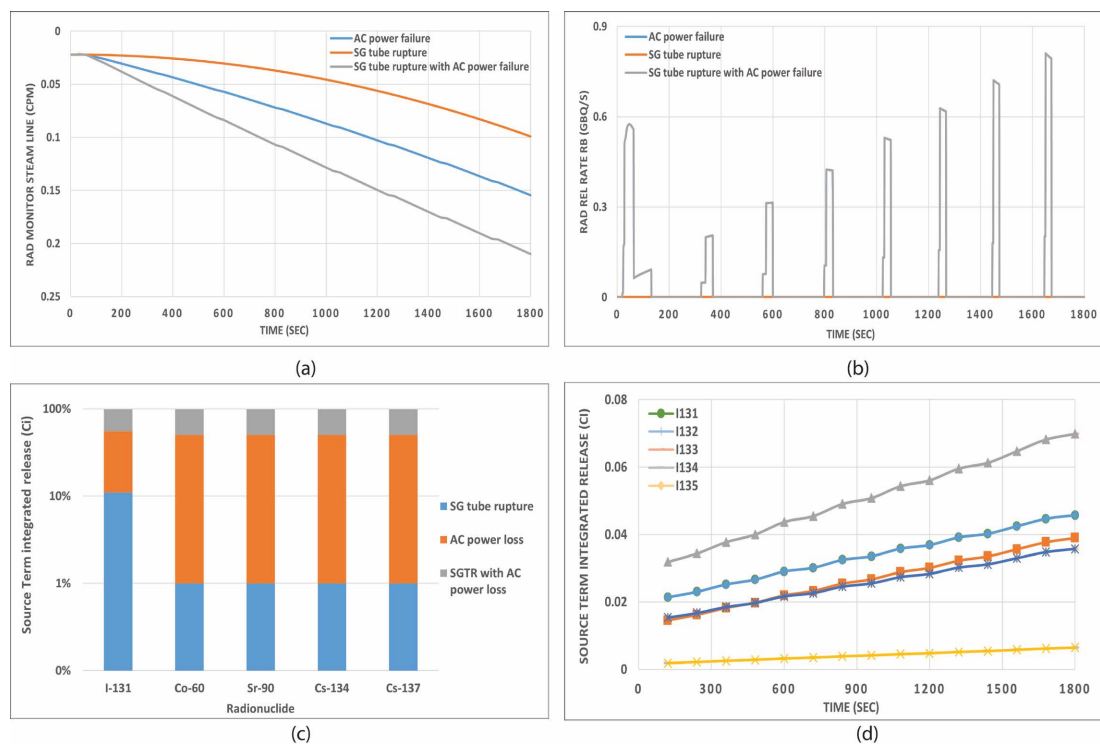 0
0.05
0.1
0.15
0.2
0.25
RAD MONITOR STEAM LINE (CPM)
AC power failure
SG tube rupture
SG tube rupture with AC power failure
0 200 400 600 800 1000 1200 1400 1600 1800
TIME (SEC)
(a)
0.9
0.6
0.3
0
RAD REL RATE RB (GBQ/S)
AC power failure
SG tube rupture
SG tube rupture with AC power failure
0 200 400 600 800 1000 1200 1400 1600 1800
TIME (SEC)
(b)
100%
10%
1%
0%
Source Term integrated release (Ci)
SG tube rupture
AC power loss
SGTR with AC
power loss
I-131 Co-60 Sr-90 Cs-134 Cs-137
Radionuclide
(c)
0.08
0.06
0.04
0.02
0
SOURCE TERM INTEGRATED RELEASE (CI)
I131
I132
I133
I134
I135
0 300 600 900 1200 1500 1800
TIME (SEC)
(d)